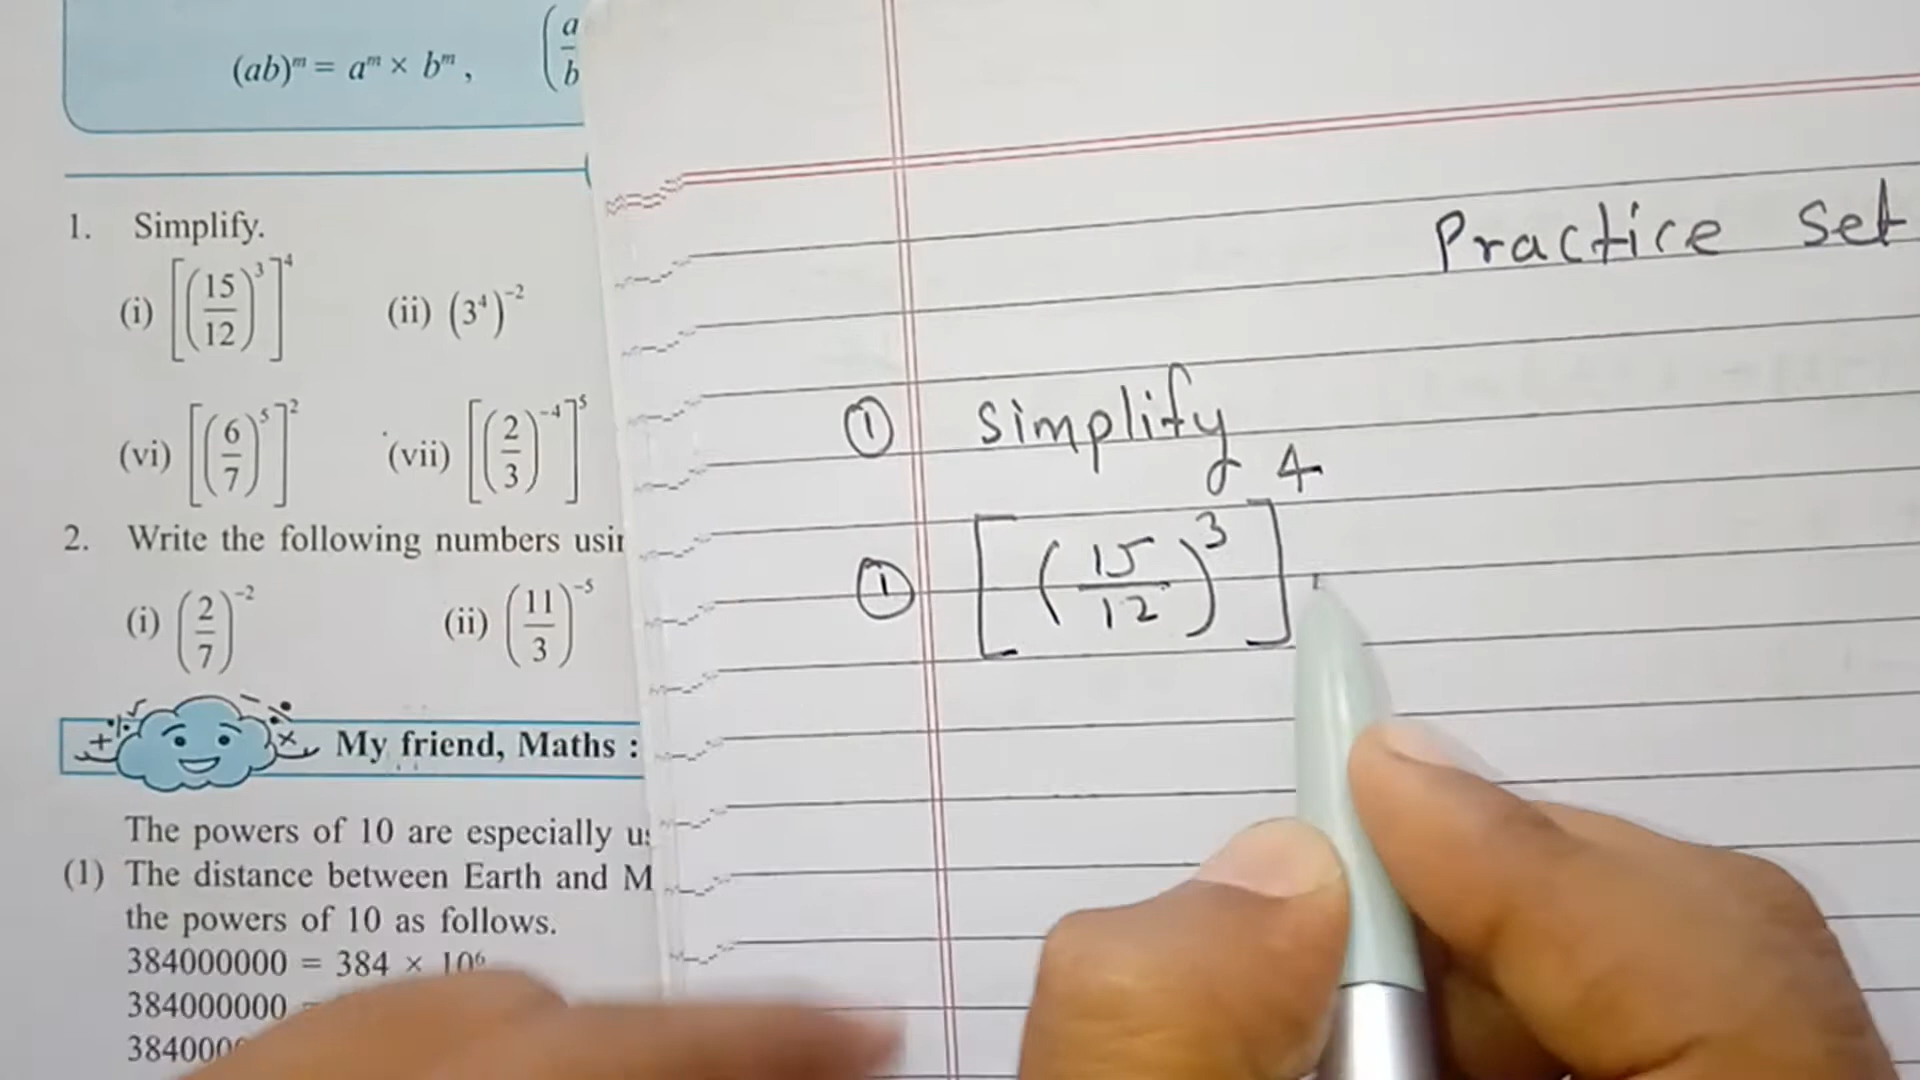 (ab)ᵐ = aᵐ × bᵐ , (a/b
1. Simplify.
(i) [(15/12)³]⁴ (ii) (3⁴)⁻²
(vi) [(6/7)⁵]² (vii) [(2/3)⁻⁴]⁵
2. Write the following numbers usin
(i) (2/7)⁻² (ii) (11/3)⁻⁵
My friend, Maths :
The powers of 10 are especially us
(1) The distance between Earth and M
the powers of 10 as follows.
384000000 = 384 × 10⁶
384000000 =
384000
Practice Set
① Simplify
① [(15/12)³]⁴